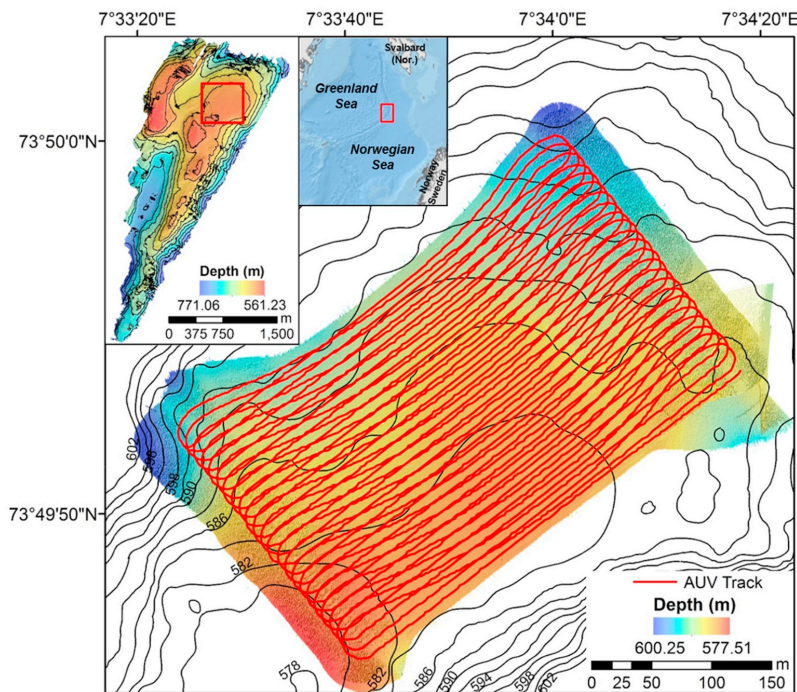 7°33'20"E
7°33'40"E
7°34'0"E
7°34'20"E
73°50'0"N
73°49'50"N
Depth (m)
771.06 561.23
0 375 750 1,500 m
Svalbard
(Nor.)
Greenland
Sea
Norwegian
Sea
Norway
Sweden
602
598
598
590
586
582
578
582
586
590
594
598
602
AUV Track
Depth (m)
600.25 577.51
0 25 50 100 150 m